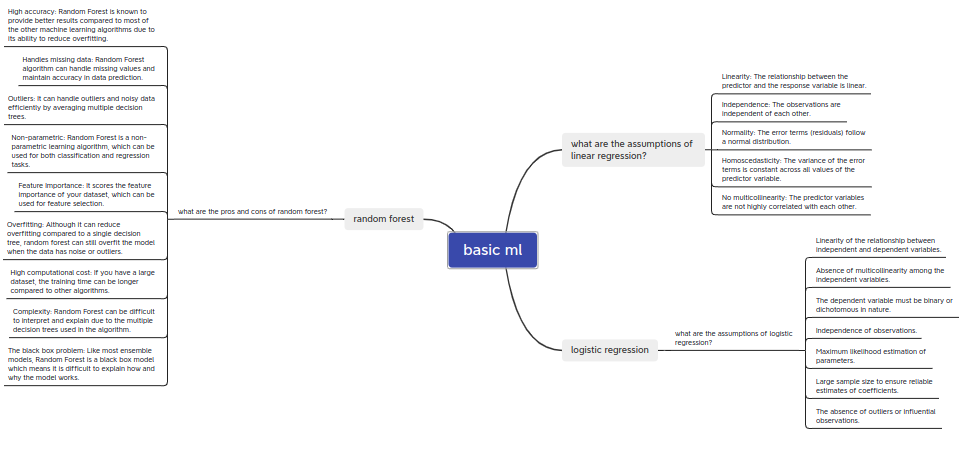 High accuracy: Random Forest is known to
provide better results compared to most of
the other machine learning algorithms due to
its ability to reduce overfitting.
Handles missing data: Random Forest
algorithm can handle missing values and
maintain accuracy in data prediction.
Outliers: It can handle outliers and noisy data
efficiently by averaging multiple decision
trees.
Non-parametric: Random Forest is a non-
parametric learning algorithm, which can be
used for both classification and regression
tasks.
Feature Importance: It scores the feature
importance of your dataset, which can be
used for feature selection.
Overfitting: Although it can reduce
overfitting compared to a single decision
tree, random forest can still overfit the model
when the data has noise or outliers.
High computational cost: If you have a large
dataset, the training time can be longer
compared to other algorithms.
Complexity: Random Forest can be difficult
to interpret and explain due to the multiple
decision trees used in the algorithm.
The black box problem: Like most ensemble
models, Random Forest is a black box model
which means it is difficult to explain how and
why the model works.
what are the pros and cons of random forest?
random forest
basic ml
what are the assumptions of
linear regression?
Linearity: The relationship between the
predictor and the response variable is linear.
Independence: The observations are
independent of each other.
Normality: The error terms (residuals) follow
a normal distribution.
Homoscedasticity: The variance of the error
terms is constant across all values of the
predictor variable.
No multicollinearity: The predictor variables
are not highly correlated with each other.
logistic regression
what are the assumptions of logistic
regression?
Linearity of the relationship between
independent and dependent variables.
Absence of multicollinearity among the
independent variables.
The dependent variable must be binary or
dichotomous in nature.
Independence of observations.
Maximum likelihood estimation of
parameters.
Large sample size to ensure reliable
estimates of coefficients.
The absence of outliers or influential
observations.